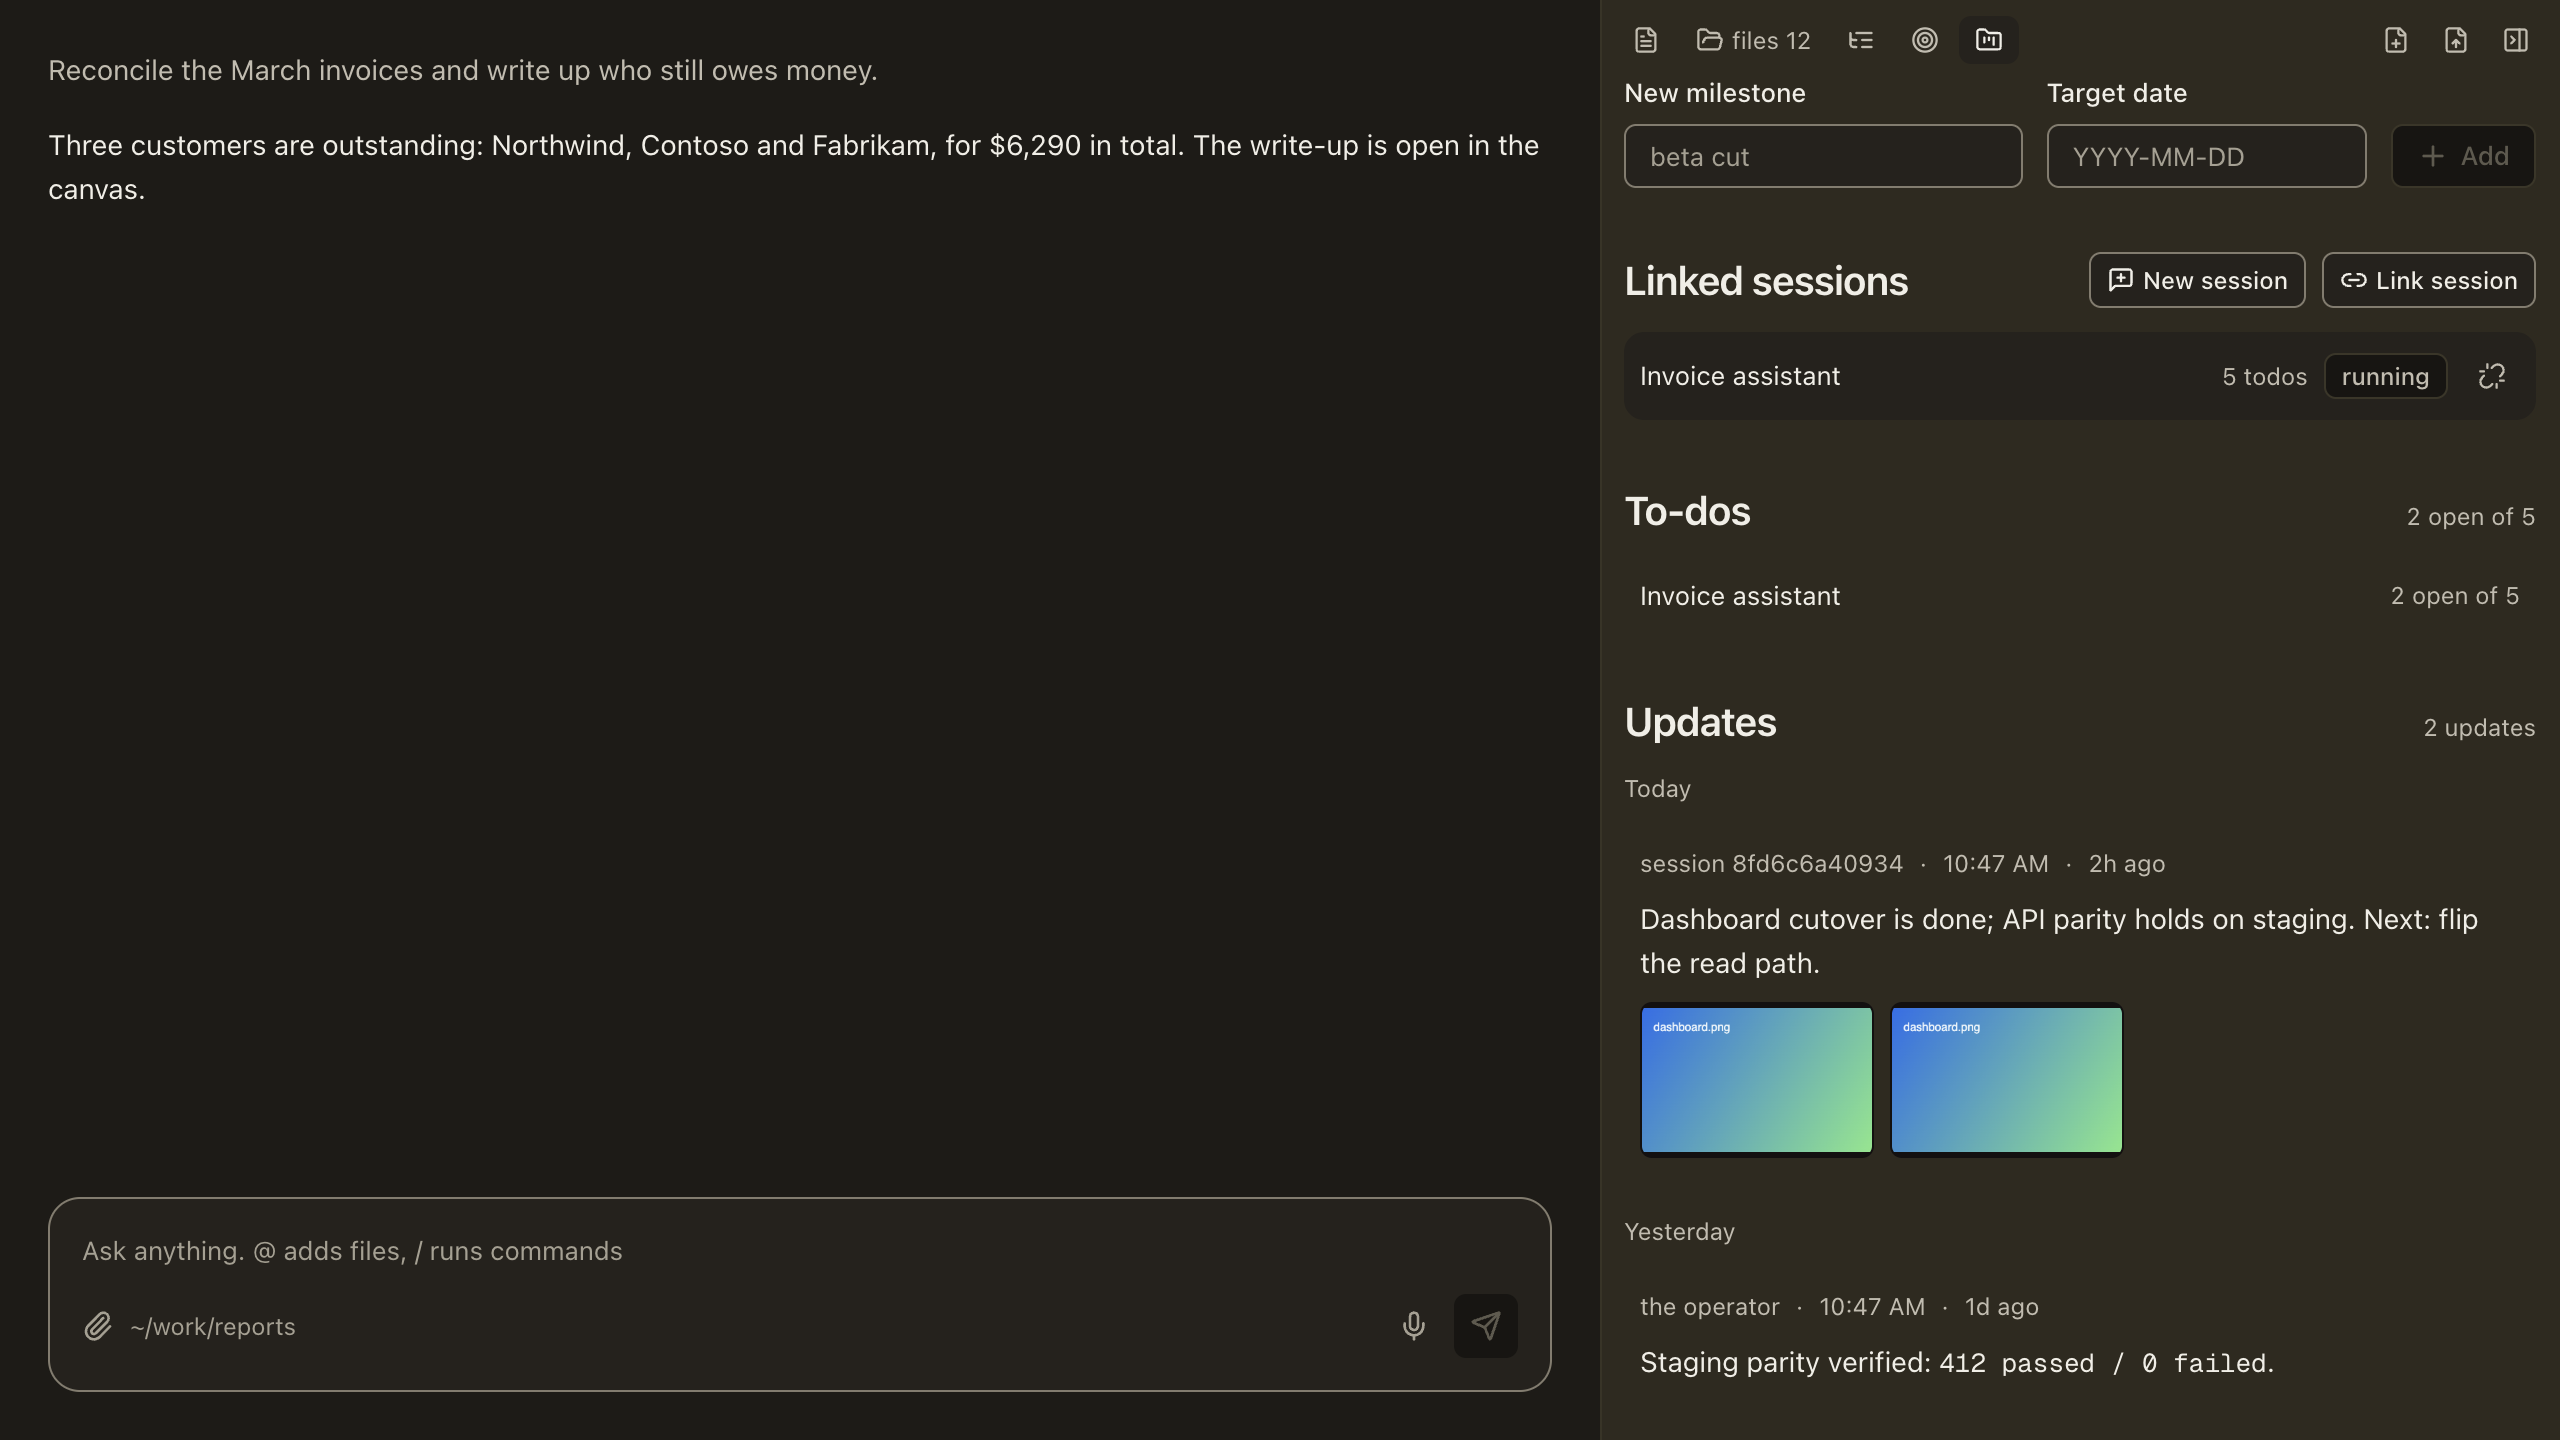 Reconcile the March invoices and write up who still owes money.
Three customers are outstanding: Northwind, Contoso and Fabrikam, for $6,290 in total. The write-up is open in the
canvas.
Ask anything. @ adds files, / runs commands
~/work/reports
files 12
New milestone
Target date
beta cut
YYYY-MM-DD
Add
Linked sessions
New session
Link session
Invoice assistant
5 todos
running
To-dos
2 open of 5
Invoice assistant
2 open of 5
Updates
2 updates
Today
session 8fd6c6a40934 · 10:47 AM · 2h ago
Dashboard cutover is done; API parity holds on staging. Next: flip
the read path.
dashboard.png
dashboard.png
Yesterday
the operator · 10:47 AM · 1d ago
Staging parity verified: 412 passed / 0 failed.